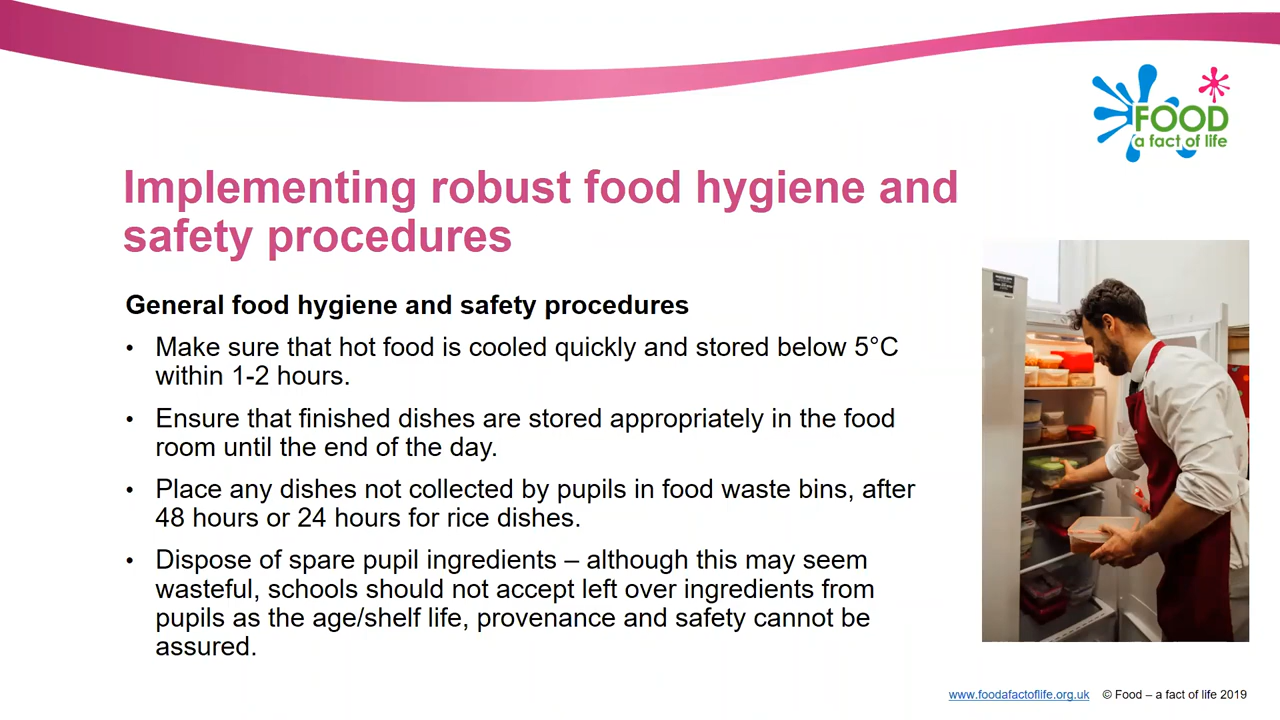 FOOD
a fact of life
Implementing robust food hygiene and
safety procedures
General food hygiene and safety procedures
• Make sure that hot food is cooled quickly and stored below 5°C
within 1-2 hours.
• Ensure that finished dishes are stored appropriately in the food
room until the end of the day.
• Place any dishes not collected by pupils in food waste bins, after
48 hours or 24 hours for rice dishes.
• Dispose of spare pupil ingredients – although this may seem
wasteful, schools should not accept left over ingredients from
pupils as the age/shelf life, provenance and safety cannot be
assured.
www.foodafactoflife.org.uk © Food – a fact of life 2019